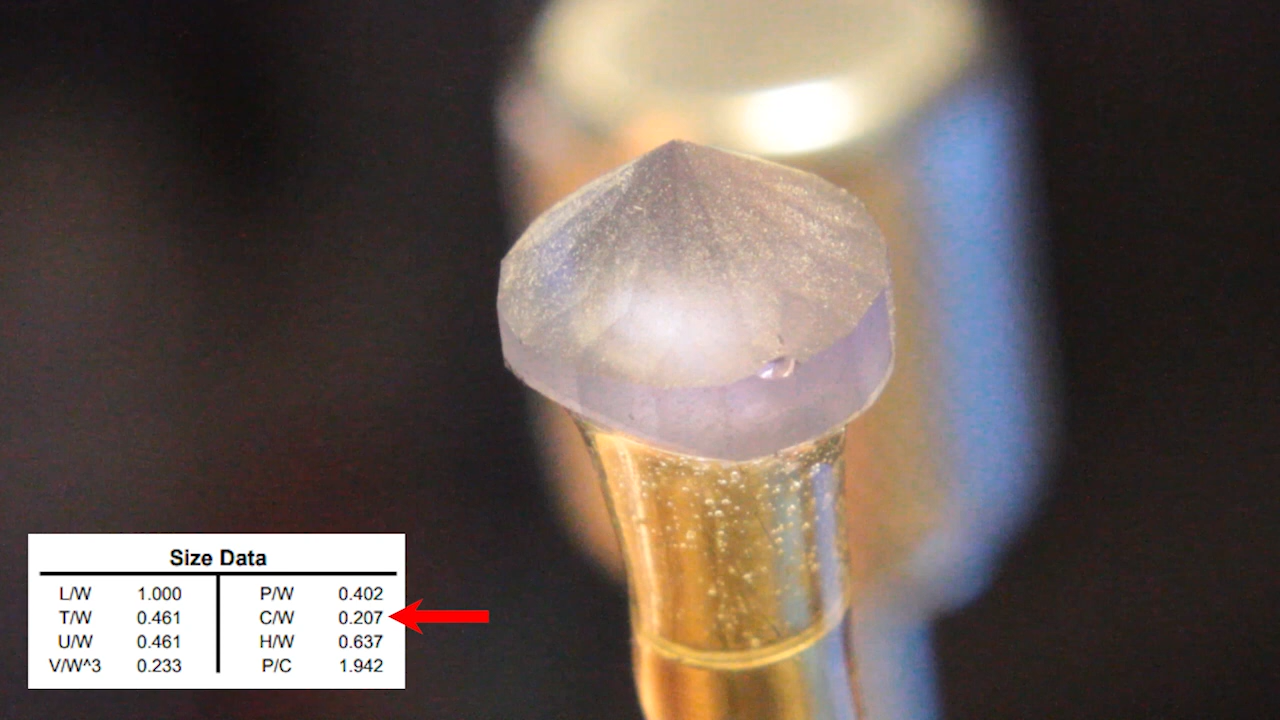 Size Data
L/W 1.000 P/W 0.402
T/W 0.461 C/W 0.207
U/W 0.461 H/W 0.637
V/W^3 0.233 P/C 1.942